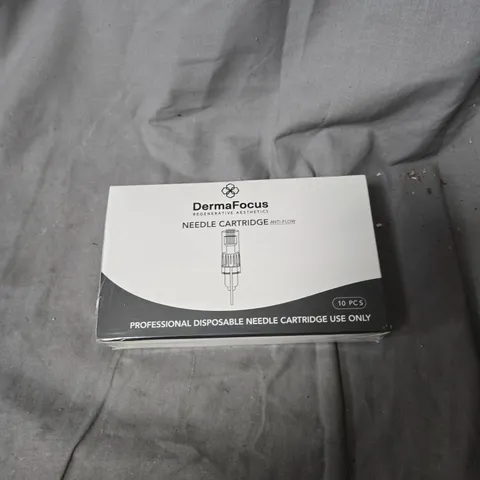 DermaFocus
REGENERATIVE AESTHETICS
NEEDLE CARTRIDGE ANTI-FLOW
10 PCS
PROFESSIONAL DISPOSABLE NEEDLE CARTRIDGE USE ONLY